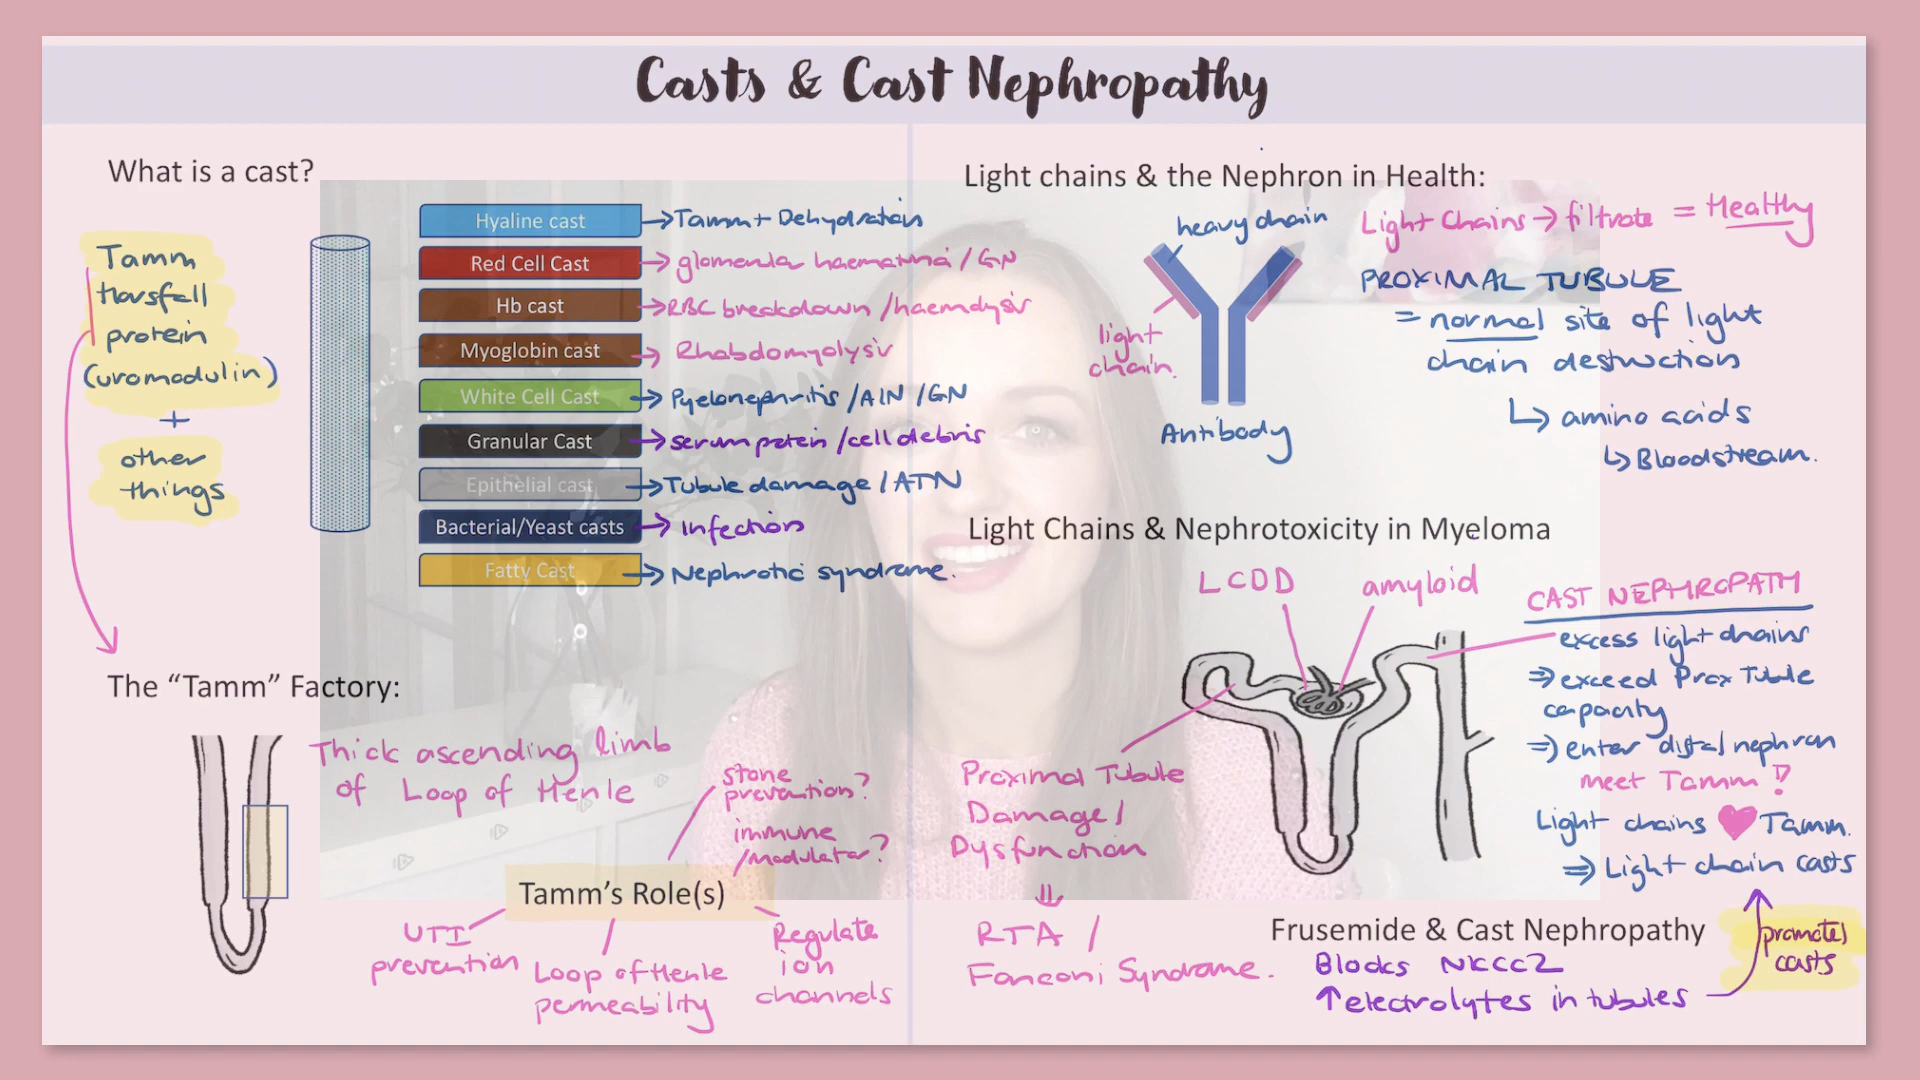 Casts & Cast Nephropathy
What is a cast?
Tamm
Horsfall
protein
(uromodulin)
+
other
things
Hyaline cast → Tamm + Dehydration
Red Cell Cast → glomerular haematuria / GN
Hb cast → RBC breakdown / haemolysis
Myoglobin cast → Rhabdomyolysis
White Cell Cast → Pyelonephritis / AIN / GN
Granular Cast → serum protein / cell debris
Epithelial cast → Tubule damage / ATN
Bacterial/Yeast casts → Infection
Fatty Cast → Nephrotic syndrome.
The “Tamm” Factory:
Thick ascending limb
of Loop of Henle
stone
prevention?
immune
/modulator?
Tamm’s Role(s)
UTI
prevention
Loop of Henle
permeability
Regulate
ion
channels
Light chains & the Nephron in Health:
heavy chain
light
chain.
Antibody
Light Chains → filtrate = Healthy
PROXIMAL TUBULE
= normal site of light
chain destruction
↳ amino acids
↳ Bloodstream.
Light Chains & Nephrotoxicity in Myeloma
LCDD
amyloid
Proximal Tubule
Damage /
Dysfunction
⇓
RTA /
Fanconi Syndrome.
CAST NEPHROPATH
excess light chains
⇒ exceed Prox Tubule
capacity
⇒ enter distal nephron
meet Tamm!
Light chains ♥ Tamm.
⇒ Light chain casts
Frusemide & Cast Nephropathy
Blocks NKCC2
↑ electrolytes in tubules
promotes
casts